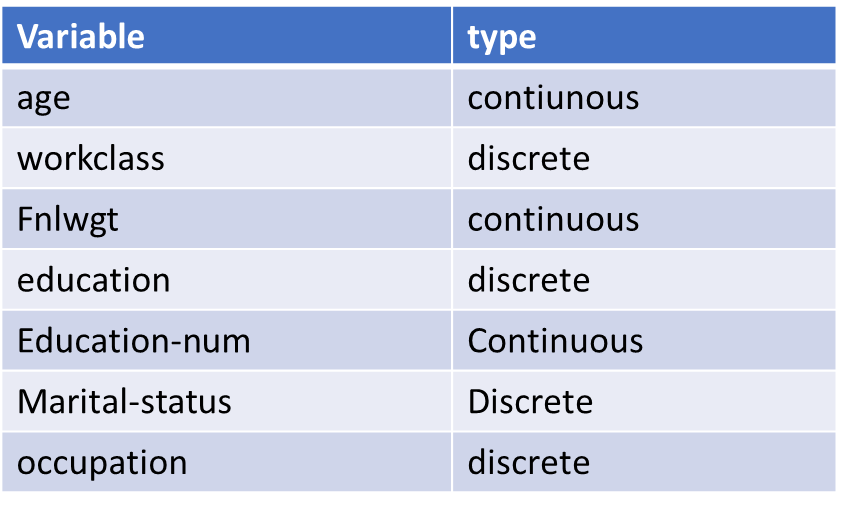 Variable type
age contiunous
workclass discrete
Fnlwgt continuous
education discrete
Education-num Continuous
Marital-status Discrete
occupation discrete